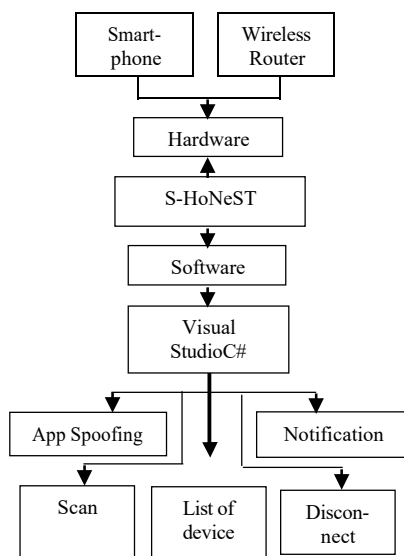 Smart-
phone
Wireless
Router
Hardware
S-HoNeST
Software
Visual
StudioC#
App Spoofing
Notification
Scan
List of
device
Discon-
nect